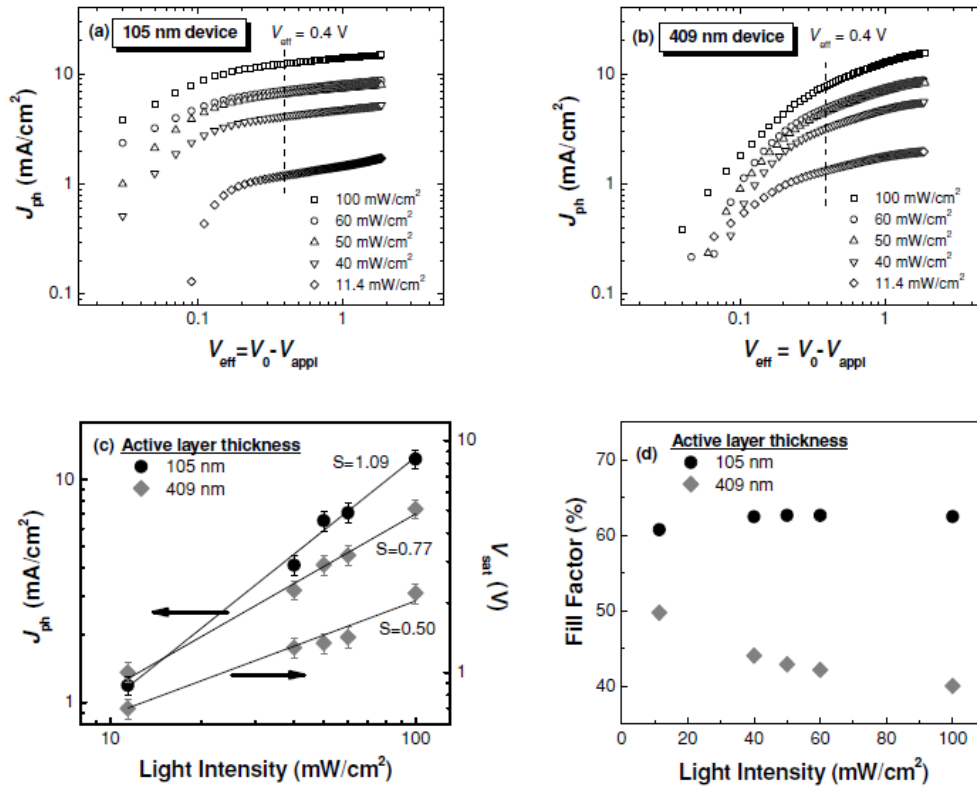 (a) 105 nm device
V_eff = 0.4 V
10
1
0.1
0.1
1
J_ph (mA/cm²)
100 mW/cm²
60 mW/cm²
50 mW/cm²
40 mW/cm²
11.4 mW/cm²
V_eff=V_0-V_appl
(b) 409 nm device
V_eff = 0.4 V
10
1
0.1
0.1
1
J_ph (mA/cm²)
100 mW/cm²
60 mW/cm²
50 mW/cm²
40 mW/cm²
11.4 mW/cm²
V_eff = V_0-V_appl
(c) Active layer thickness
105 nm
409 nm
S=1.09
S=0.77
S=0.50
10
1
10
1
10
100
J_ph (mA/cm²)
V_sat (V)
Light Intensity (mW/cm²)
(d) Active layer thickness
105 nm
409 nm
70
60
50
40
0
20
40
60
80
100
Fill Factor (%)
Light Intensity (mW/cm²)